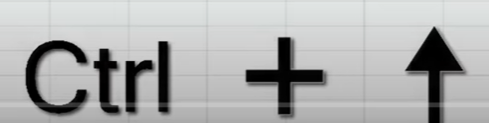 Ctrl + ↑